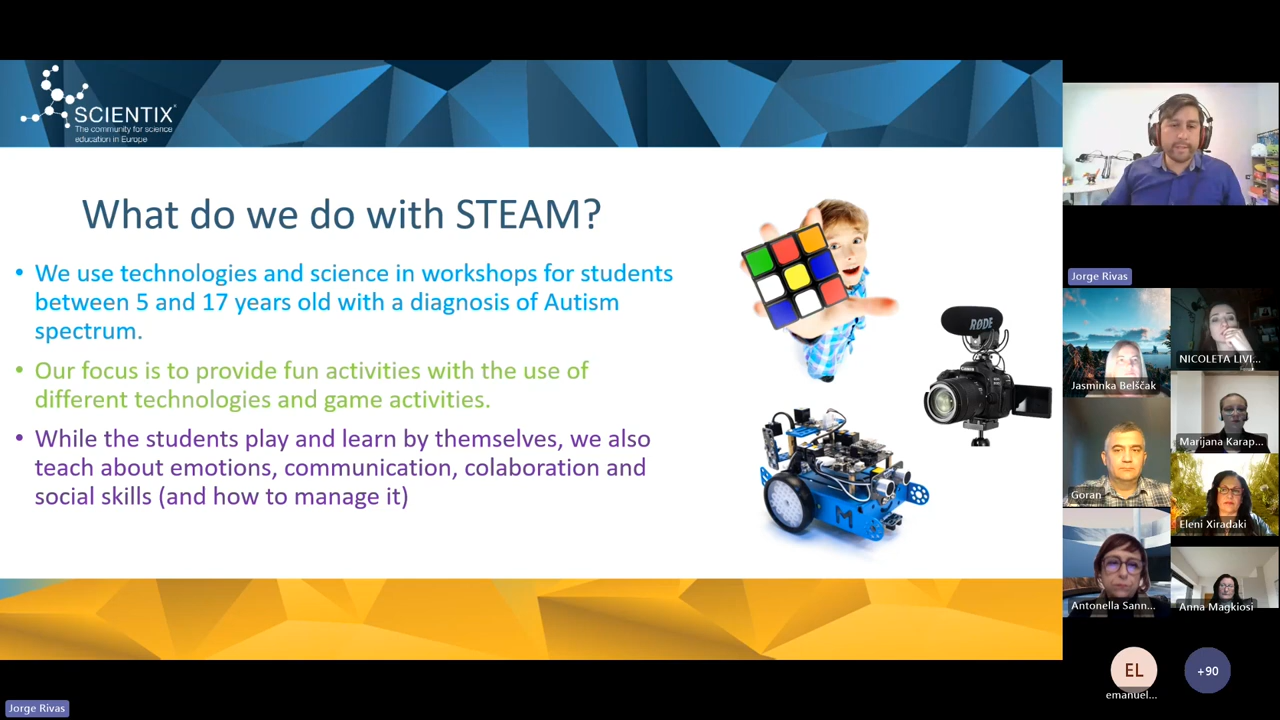 SCIENTIX®
The community for science
education in Europe
What do we do with STEAM?
• We use technologies and science in workshops for students
between 5 and 17 years old with a diagnosis of Autism
spectrum.
• Our focus is to provide fun activities with the use of
different technologies and game activities.
• While the students play and learn by themselves, we also
teach about emotions, communication, colaboration and
social skills (and how to manage it)
RØDE
Canon
M
Jorge Rivas
Jasminka Belščak
NICOLETA LIVI...
Marijana Karap...
Goran
Eleni Xiradaki
Antonella Sann...
Anna Magkiosi
EL
emanuel...
+90
Jorge Rivas